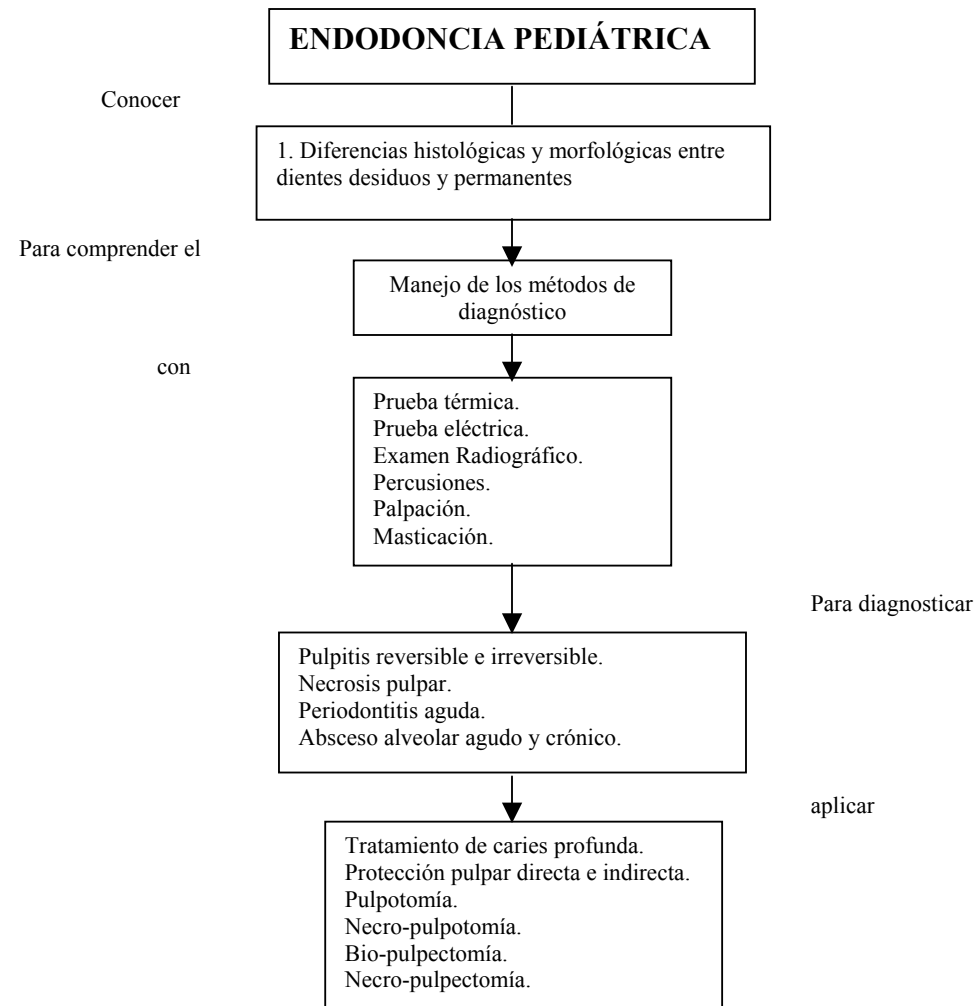 ENDODONCIA PEDIÁTRICA
Conocer
1. Diferencias histológicas y morfológicas entre
dientes desiduos y permanentes
Para comprender el
Manejo de los métodos de
diagnóstico
con
Prueba térmica.
Prueba eléctrica.
Examen Radiográfico.
Percusiones.
Palpación.
Masticación.
Para diagnosticar
Pulpitis reversible e irreversible.
Necrosis pulpar.
Periodontitis aguda.
Absceso alveolar agudo y crónico.
aplicar
Tratamiento de caries profunda.
Protección pulpar directa e indirecta.
Pulpotomía.
Necro-pulpotomía.
Bio-pulpectomía.
Necro-pulpectomía.